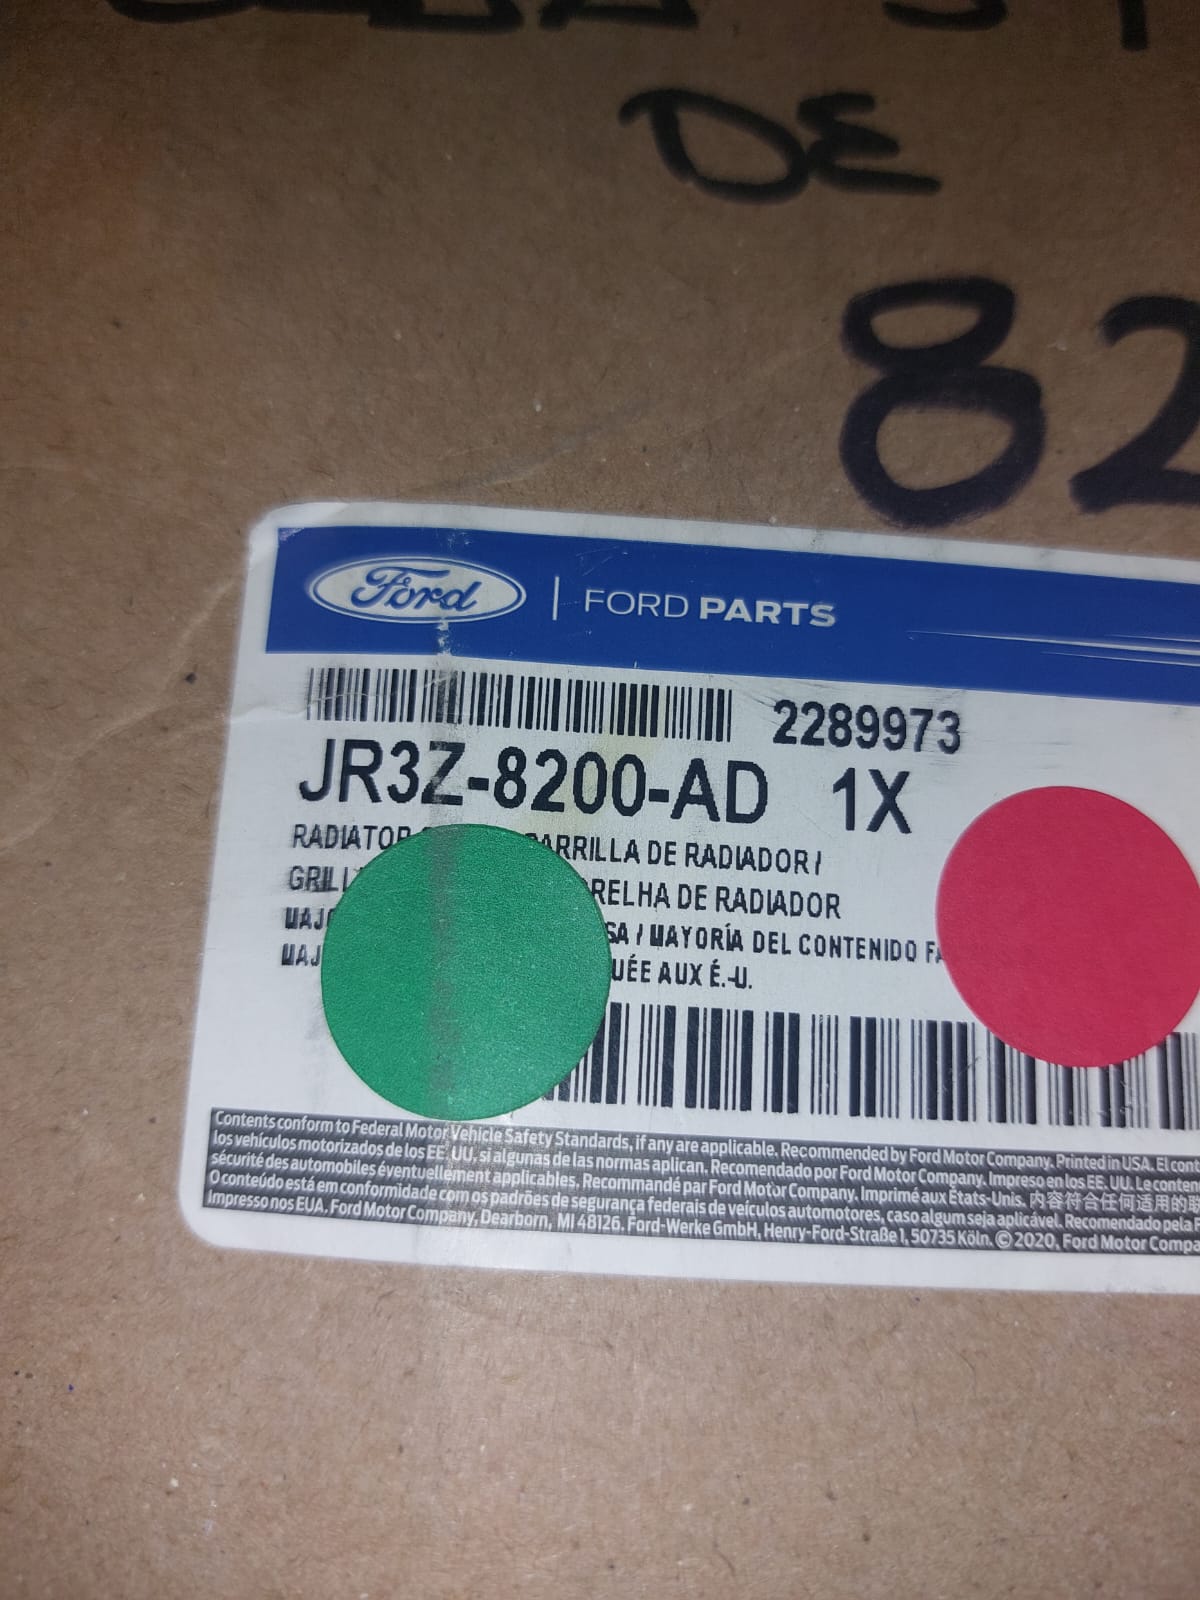 DE
82
Ford | FORD PARTS
2289973
JR3Z-8200-AD 1X
RADIATOR PARRILLA DE RADIADOR /
DE RADIADOR
/ MAYORÍA DEL CONTENIDO
AUX É.-U.
Contents conform to Federal Motor Vehicle Safety Standards, if any are applicable. Recommended by Ford Motor Company. Printed in USA. El
los vehículos motorizados de los EE. UU. si algunas de las normas aplican. Recomendado por Ford Motor Company. Impreso en los EE. UU. Le
sécurité des automobiles éventuellement applicables. Recommandé par Ford Motor Company. Imprimé aux États-Unis. 内容符合任何适用的
O conteúdo está em conformidade com os padrões de segurança federais de veículos automotores, caso algum seja aplicável. Recomendado pela
Impresso nos EUA. Ford Motor Company, Dearborn, MI 48126. Ford-Werke GmbH, Henry-Ford-Straße 1, 50735 Köln. © 2020, Ford Motor